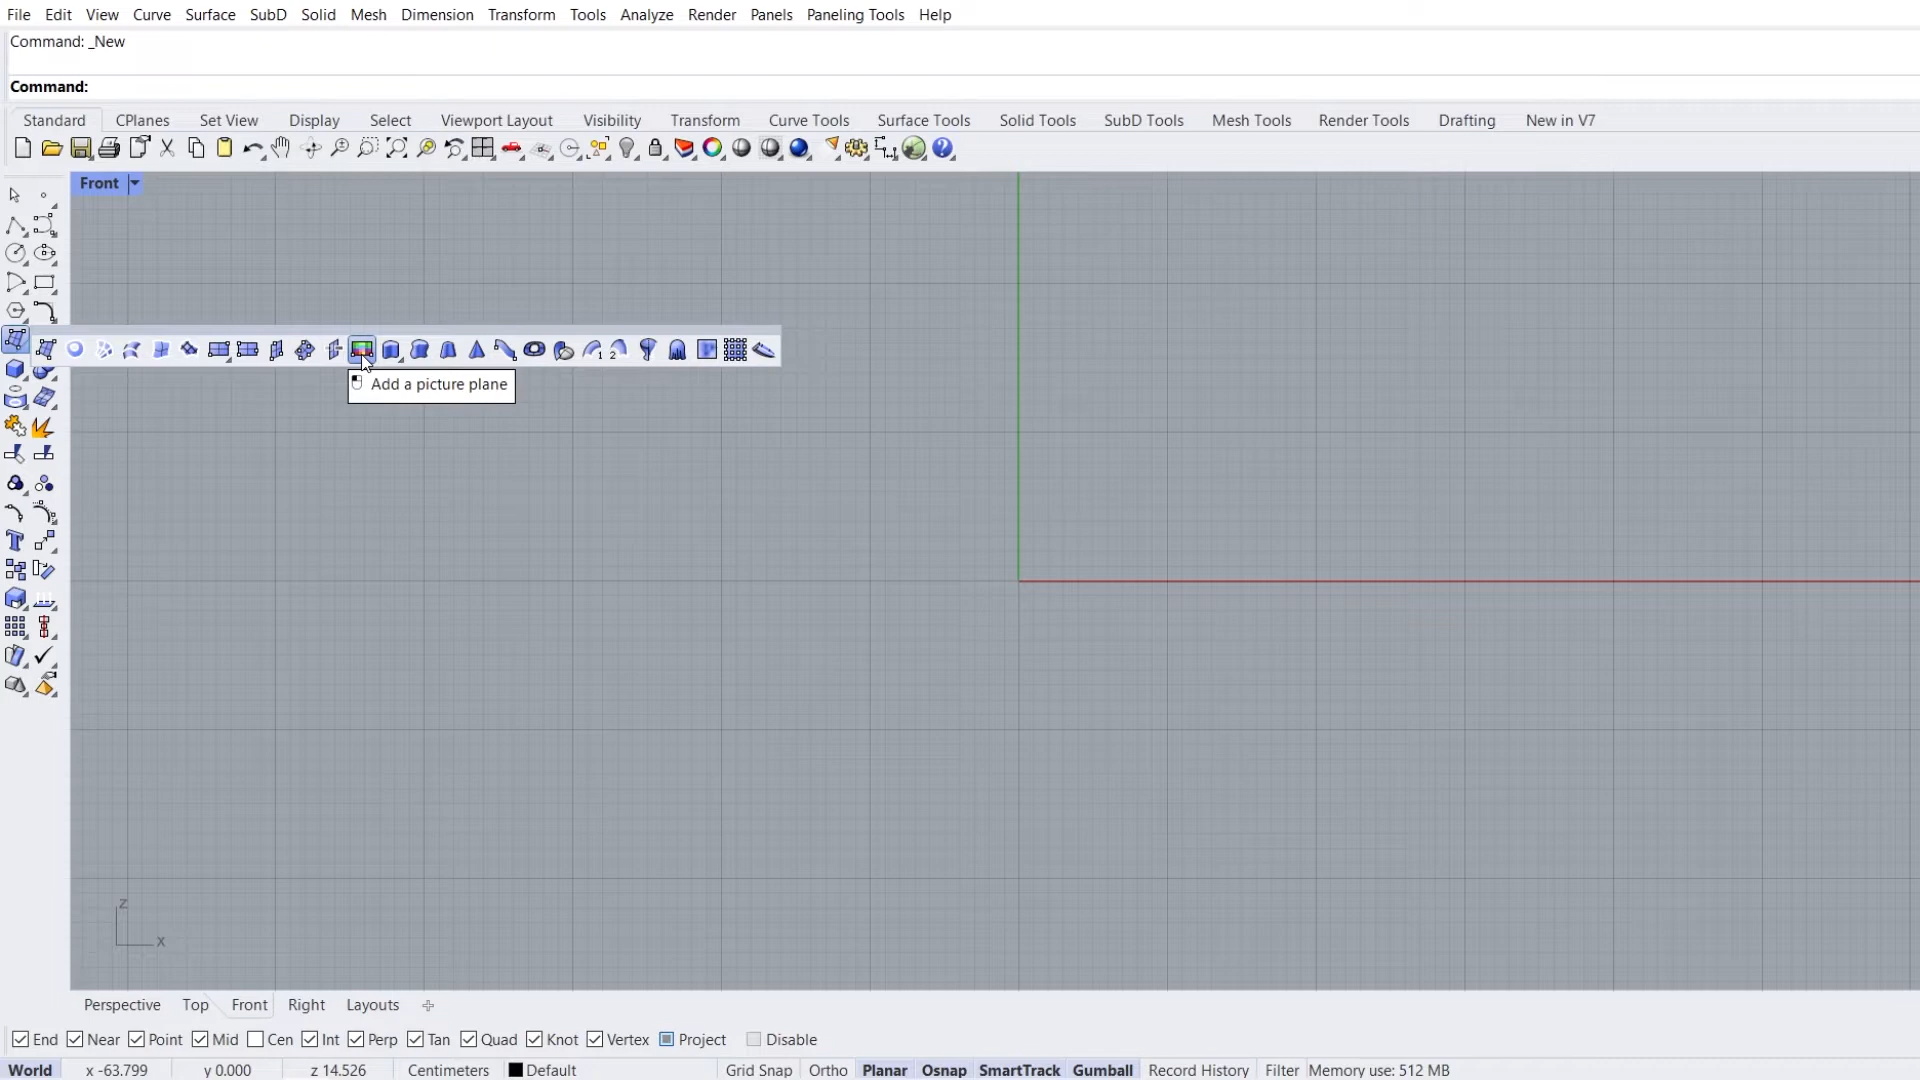 File Edit View Curve Surface SubD Solid Mesh Dimension Transform Tools Analyze Render Panels Paneling Tools Help
Command: _New
Command:
Standard CPlanes Set View Display Select Viewport Layout Visibility Transform Curve Tools Surface Tools Solid Tools SubD Tools Mesh Tools Render Tools Drafting New in V7
Front
1 2
Add a picture plane
z
x
Perspective Top Front Right Layouts
End Near Point Mid Cen Int Perp Tan Quad Knot Vertex Project Disable
World x -63.799 y 0.000 z 14.526 Centimeters Default Grid Snap Ortho Planar Osnap SmartTrack Gumball Record History Filter Memory use: 512 MB